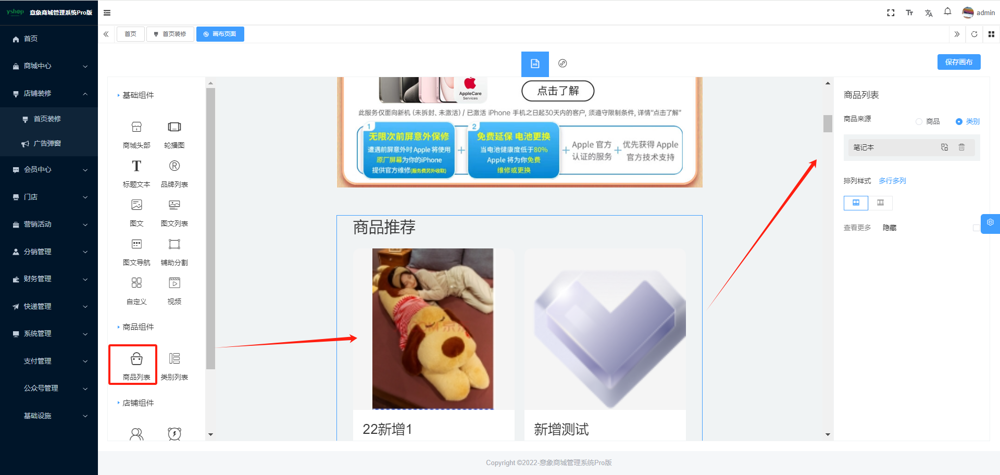 yshop 意象商城管理系统Pro版
admin
首页
首页装修
画布页面
首页
商城中心
店铺装修
首页装修
广告弹窗
会员中心
门店
营销活动
分销管理
财务管理
快递管理
系统管理
支付管理
公众号管理
基础设施
保存画布
基础组件
商城头部 轮播图
标题文本 品牌列表
图文 图文列表
图文导航 辅助分割
自定义 视频
商品组件
商品列表 类别列表
店铺组件
AppleCare
Services
点击了解
此服务仅面向新机 (未拆封、未激活) / 已激活 iPhone 手机之日起30天内的客户, 须遵守限制条件, 详情“点击了解”
1
无限次前屏意外保修
遭遇前屏意外时 Apple 将使用
原厂屏幕为你的iPhone
提供官方维修(服务费另外收取)
+
2
免费延保 电池更换
当电池健康度低于80%
Apple 将为你免费
维修或更换
+
Apple 官方
认证的服务
+
优先获得 Apple
官方技术支持
商品推荐
22新增1
新增测试
商品列表
商品来源 商品 类别
笔记本
排列样式 多行多列
查看更多 隐藏
Copyright ©2022-意象商城管理系统Pro版